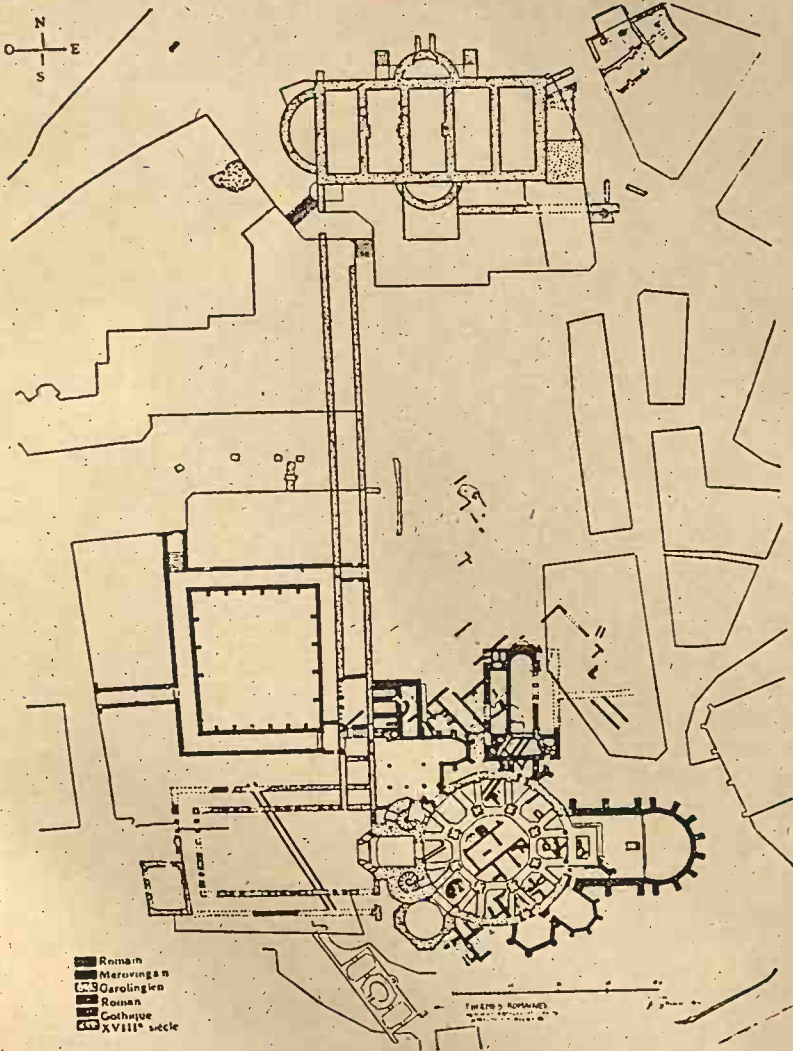 N
O E
S
Romain
Merovingien
Carolingien
Roman
Gothique
XVIIIe siècle
THERMES ROMAINES